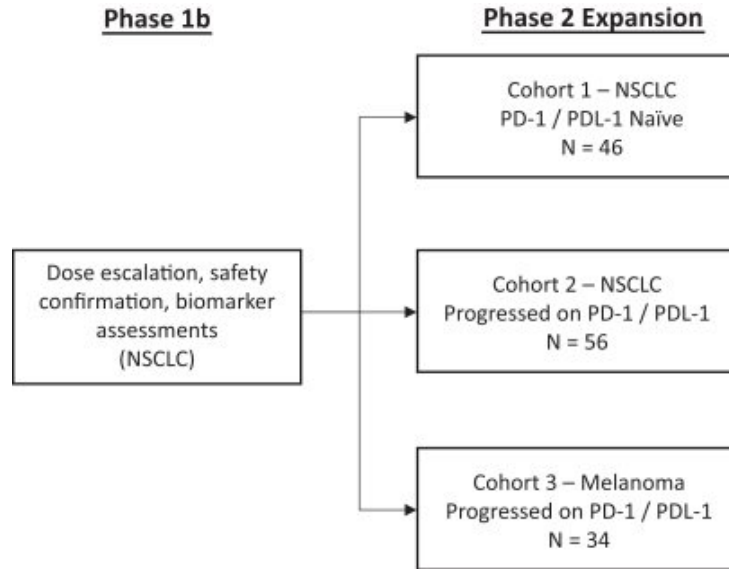 Phase 1b
Phase 2 Expansion
Cohort 1 – NSCLC
PD-1 / PDL-1 Naïve
N = 46
Dose escalation, safety
confirmation, biomarker
assessments
(NSCLC)
Cohort 2 – NSCLC
Progressed on PD-1 / PDL-1
N = 56
Cohort 3 – Melanoma
Progressed on PD-1 / PDL-1
N = 34